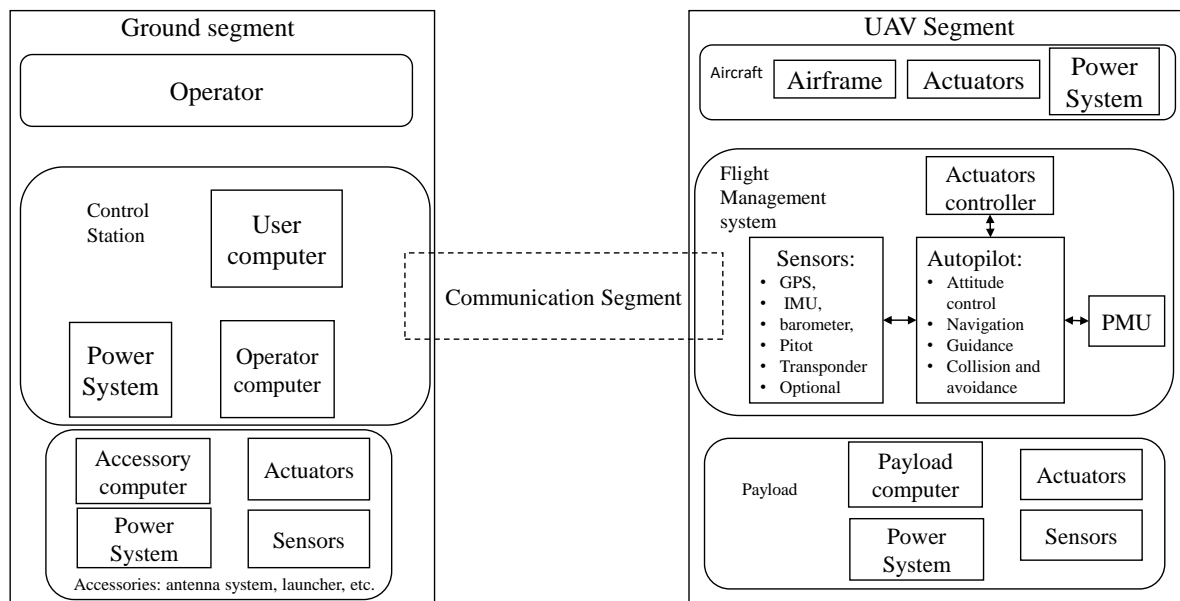 Ground segment
Operator
Control
Station
User
computer
Power
System
Operator
computer
Accessory
computer
Actuators
Power
System
Sensors
Accessories: antenna system, launcher, etc.
Communication Segment
UAV Segment
Aircraft
Airframe
Actuators
Power
System
Flight
Management
system
Actuators
controller
Sensors:
• GPS,
• IMU,
• barometer,
• Pitot
• Transponder
• Optional
Autopilot:
• Attitude
control
• Navigation
• Guidance
• Collision and
avoidance
PMU
Payload
Payload
computer
Actuators
Power
System
Sensors